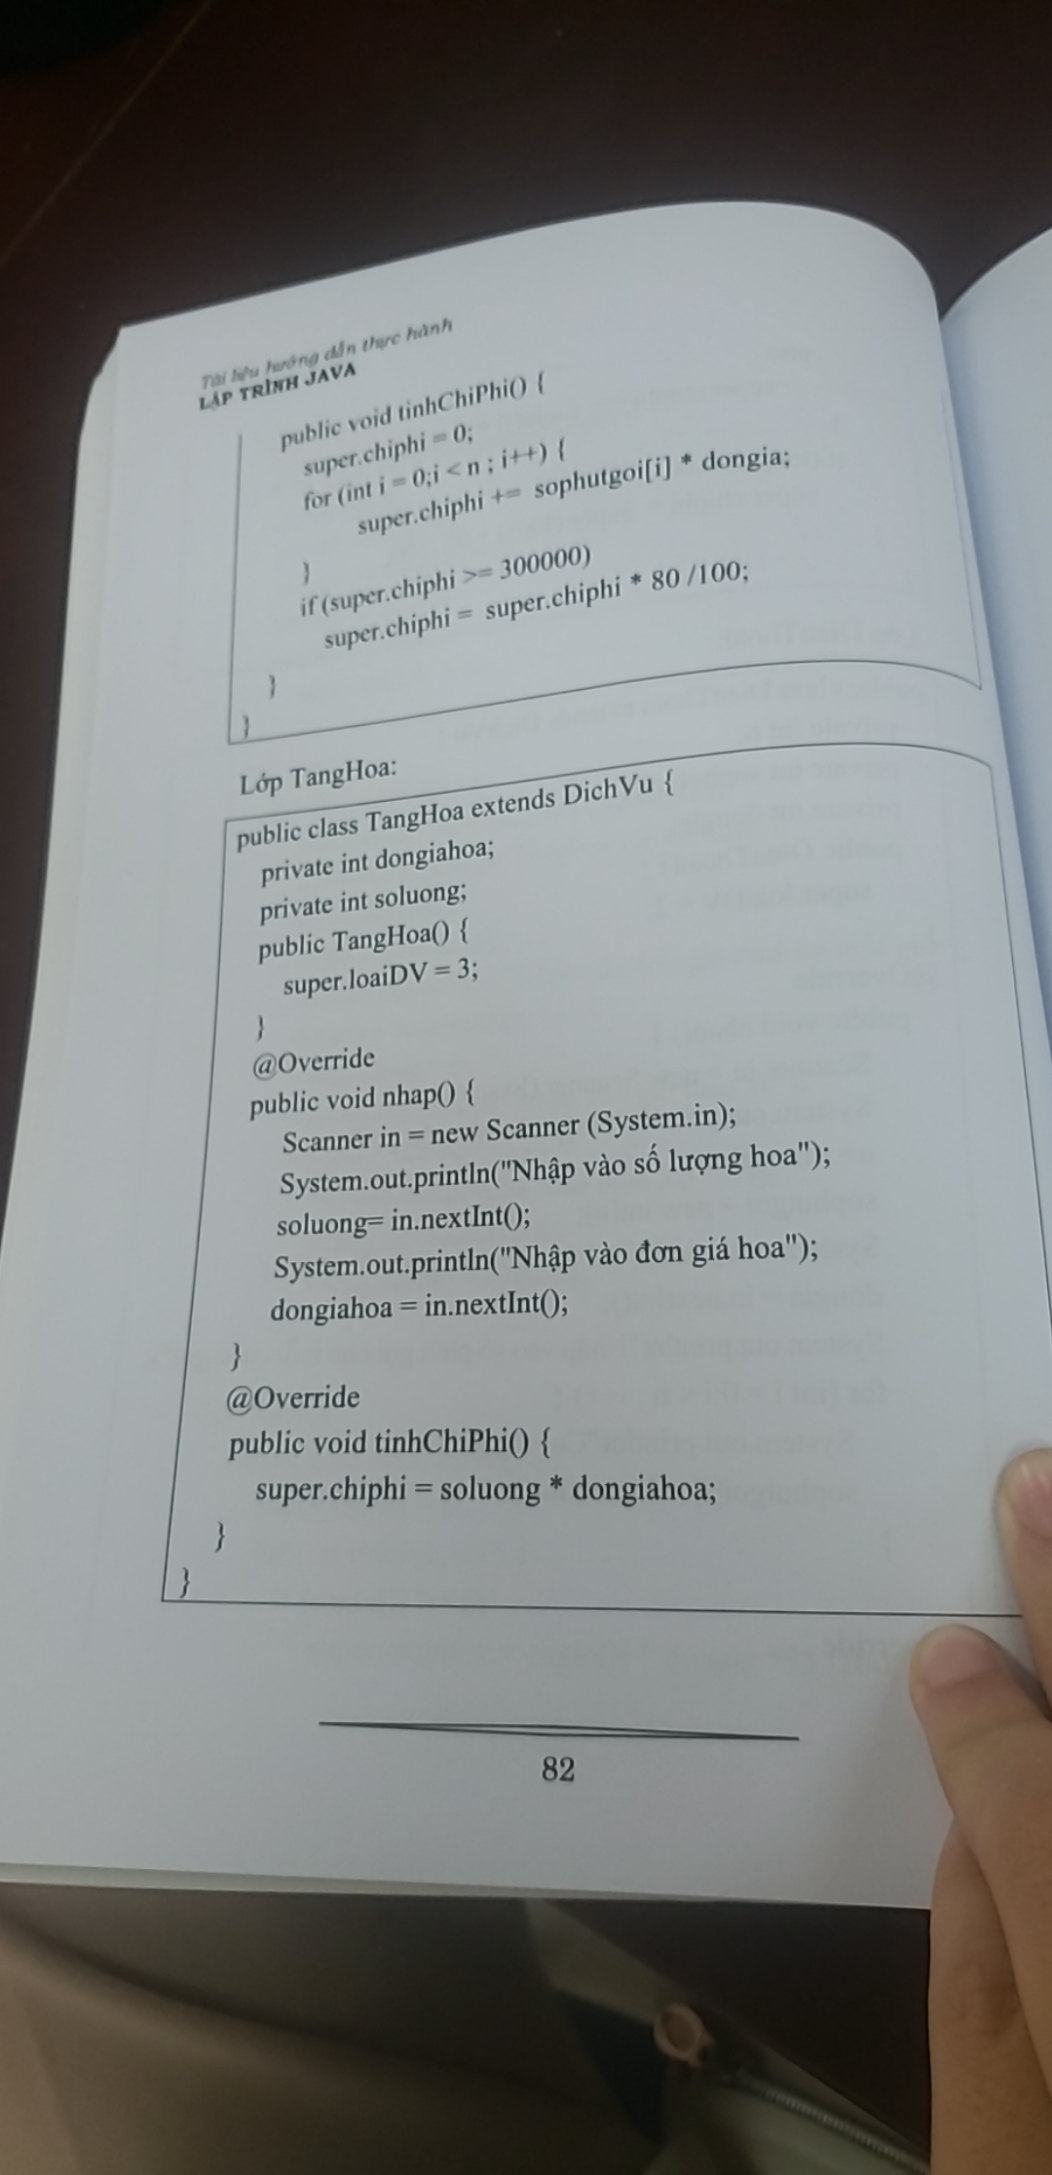 Tài liệu hướng dẫn thực hành
LẬP TRÌNH JAVA
public void tinhChiPhi() {
super.chiphi = 0;
for (int i = 0;i < n ; i++) {
super.chiphi += sophutgoi[i] * dongia;
}
if (super.chiphi >= 300000)
super.chiphi = super.chiphi * 80 /100;
}
}
Lớp TangHoa:
public class TangHoa extends DichVu {
private int dongiahoa;
private int soluong;
public TangHoa() {
super.loaiDV = 3;
}
@Override
public void nhap() {
Scanner in = new Scanner (System.in);
System.out.println("Nhập vào số lượng hoa");
soluong= in.nextInt();
System.out.println("Nhập vào đơn giá hoa");
dongiahoa = in.nextInt();
}
@Override
public void tinhChiPhi() {
super.chiphi = soluong * dongiahoa;
}
}
82